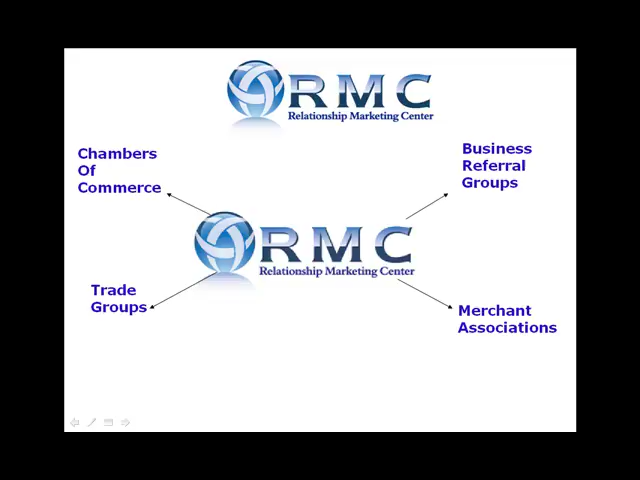 RMC
Relationship Marketing Center
Chambers
Of
Commerce
Business
Referral
Groups
RMC
Relationship Marketing Center
Trade
Groups
Merchant
Associations